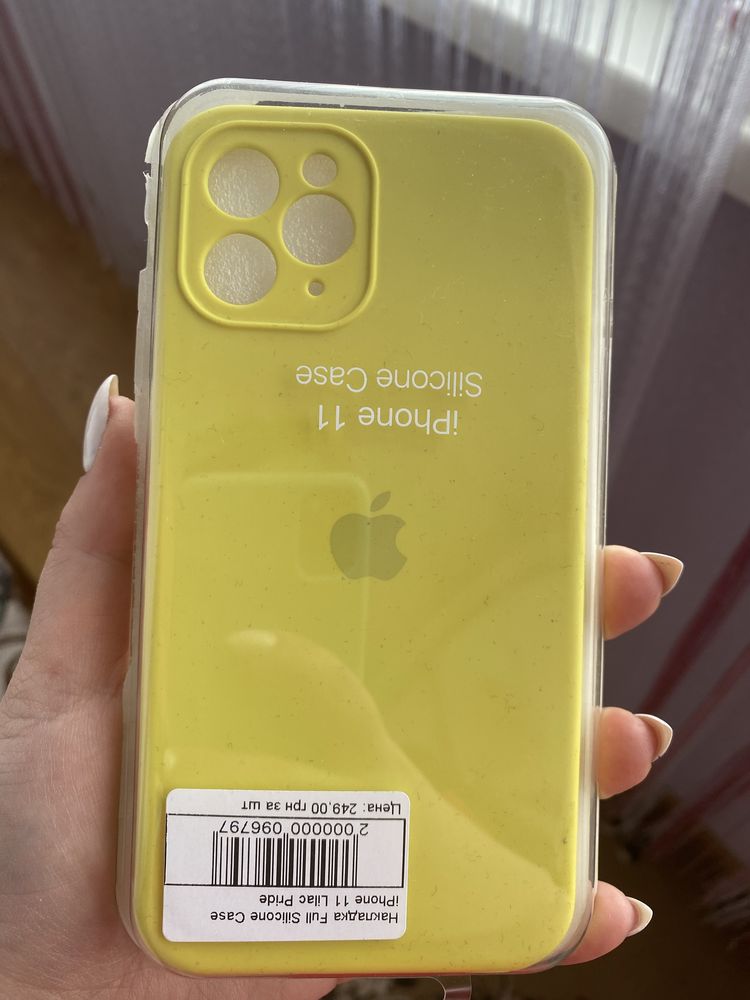 iPhone 11
Silicone Case
Накладка Full Silicone Case
iPhone 11 Lilac Pride
2 000000 096797
Цена: 249,00 грн за шт